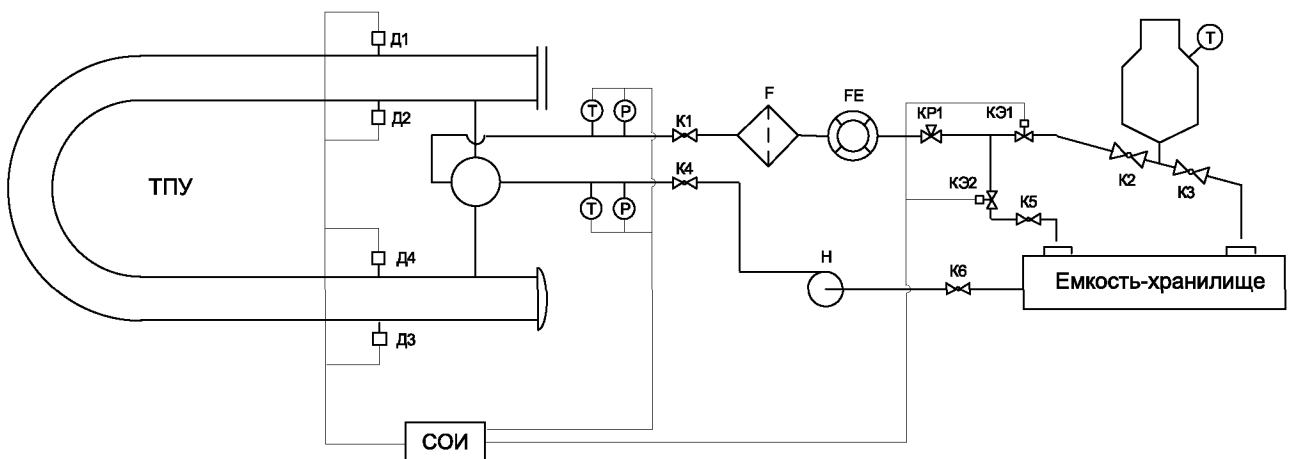 Д1
Т
Д2
Т
Р
К1
F
FE
КР1
КЭ1
ТПУ
К4
К2
К3
Т
Р
КЭ2
К5
Д4
Н
К6
Емкость-хранилище
Д3
СОИ